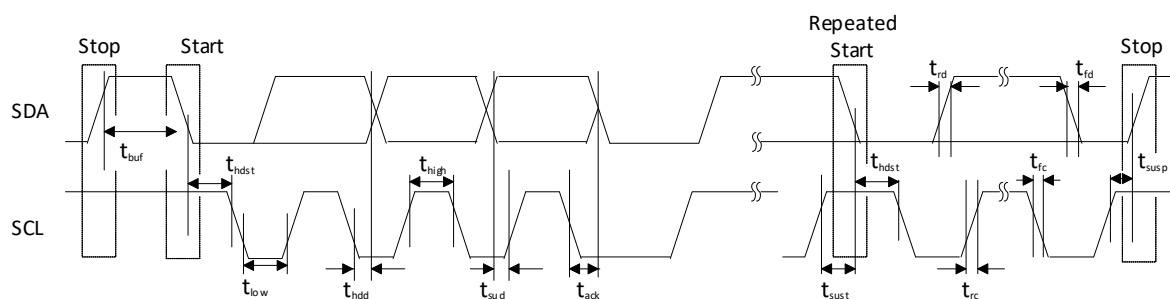 Repeated
Stop Start Start Stop
t_rd t_fd
SDA
t_buf
t_hdst t_high t_hdst t_fc t_susp
SCL
t_low t_hdd t_sud t_ack t_sust t_rc